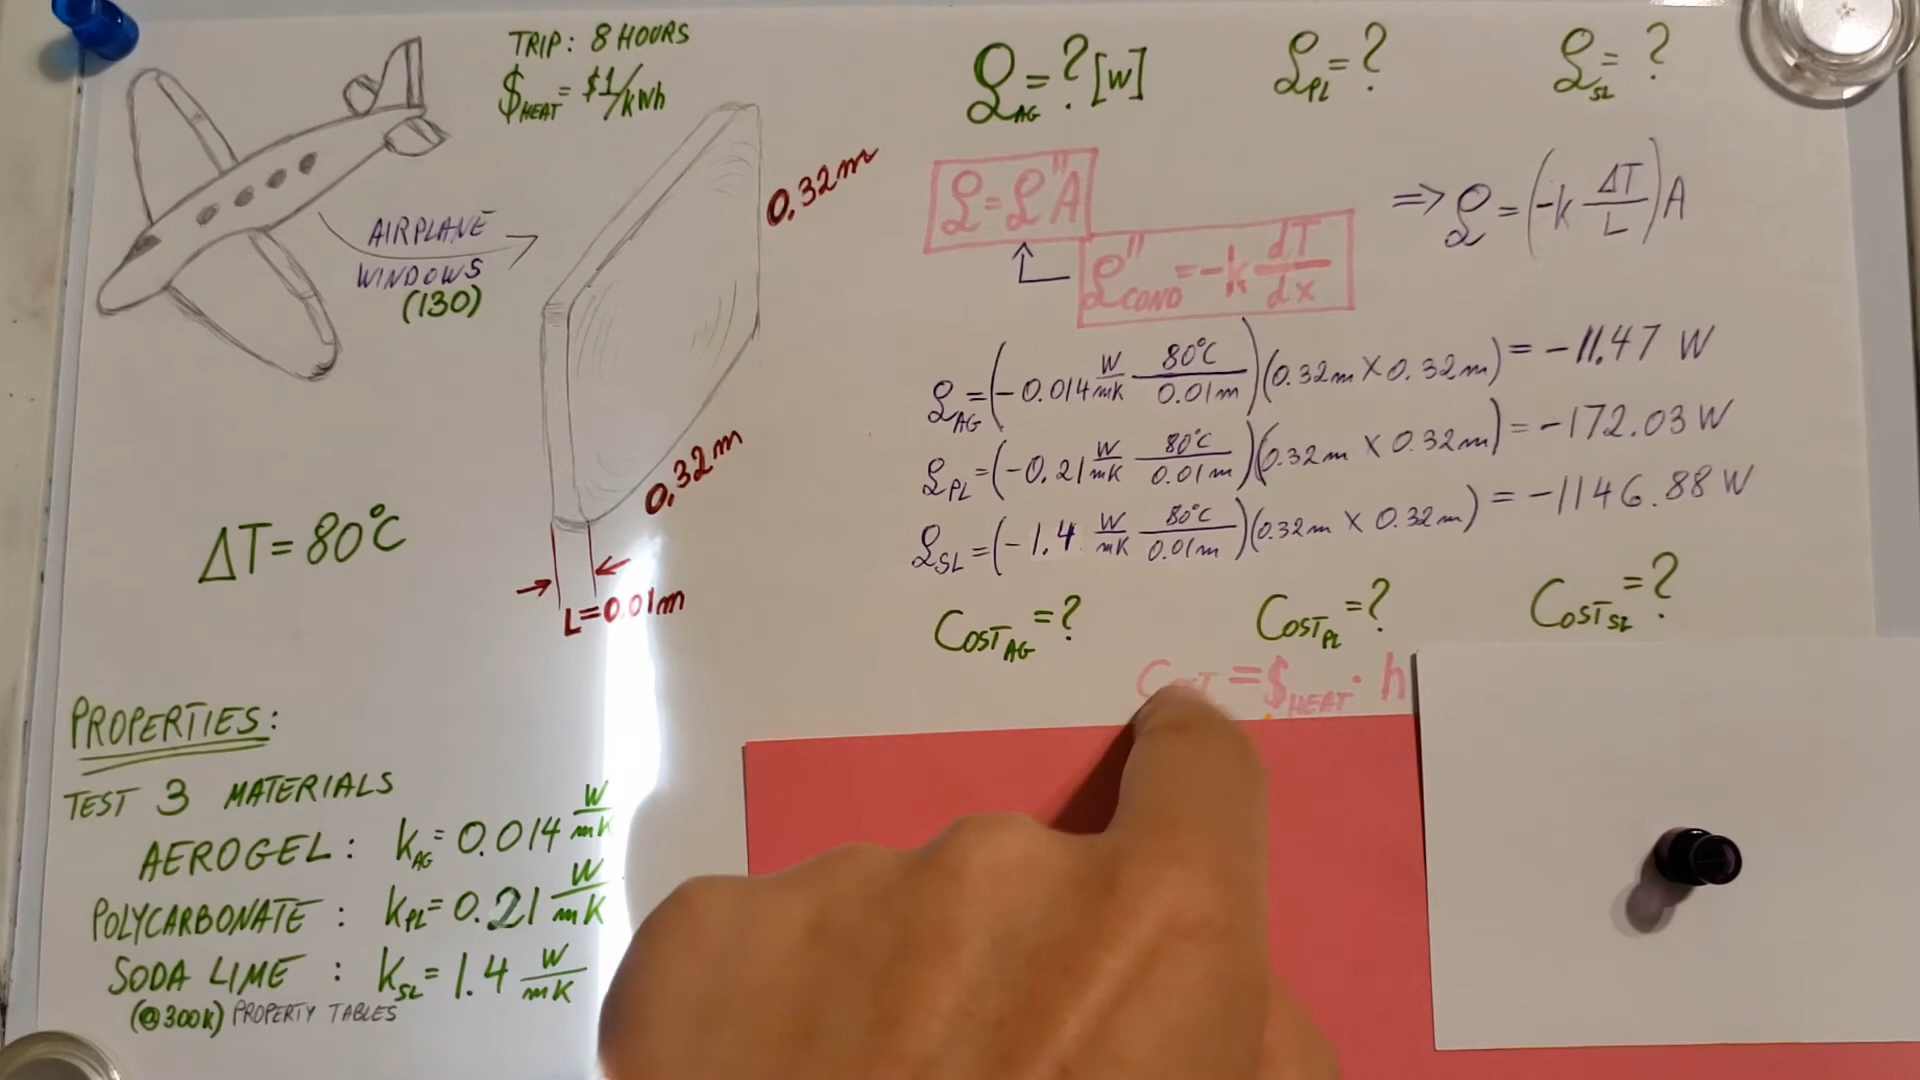 TRIP: 8 HOURS
$HEAT = $1/kWh
AIRPLANE
WINDOWS
(130)
0.32m
0.32m
L=0.01m
ΔT= 80°C
PROPERTIES:
TEST 3 MATERIALS
AEROGEL: kAG= 0.014 W/mK
POLYCARBONATE: kPL= 0.21 W/mK
SODA LIME: kSL= 1.4 W/mK
(@300K) PROPERTY TABLES
qAG= ? [W] qPL= ? qSL= ?
q = q"A
q"COND = -k dT/dx
=> q = (-k ΔT/L)A
qAG=(-0.014 W/mK 80°C/0.01m)(0.32m X 0.32m) = -11.47 W
qPL=(-0.21 W/mK 80°C/0.01m)(0.32m X 0.32m) = -172.03 W
qSL=(-1.4 W/mK 80°C/0.01m)(0.32m X 0.32m) = -1146.88 W
COSTAG = ? COSTPL = ? COSTSL = ?
= $HEAT · h